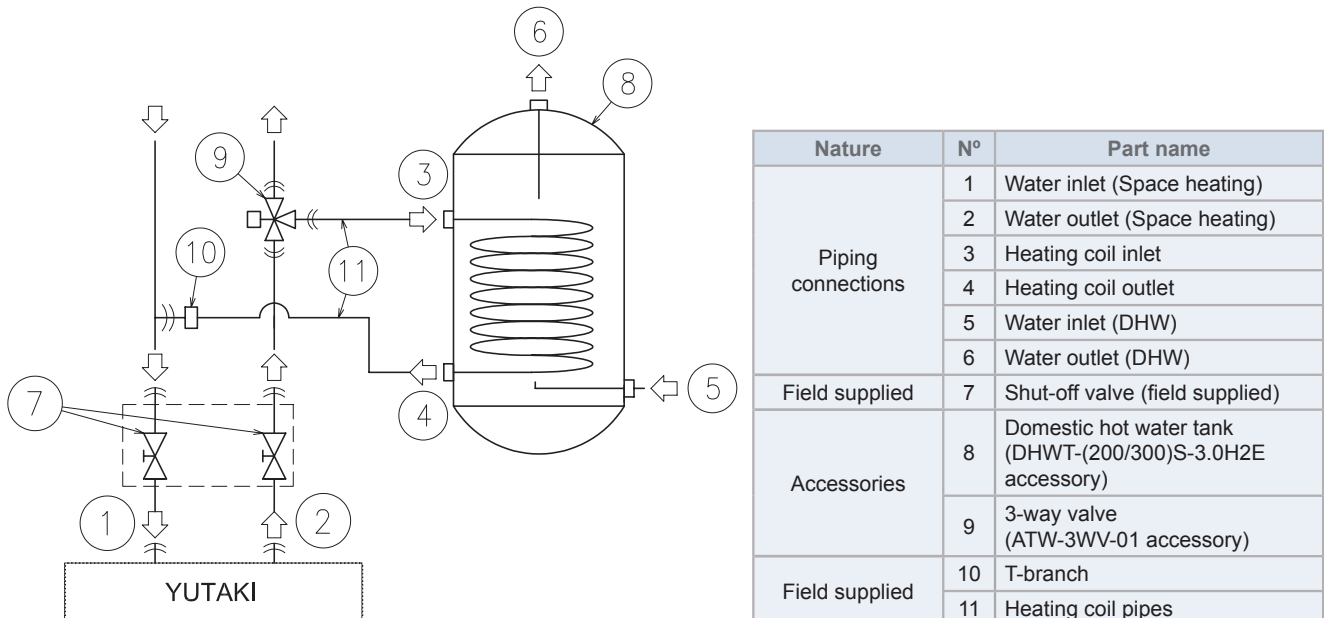 6
8
9
3
10
11
7
4
5
1
2
YUTAKI
Nature Nº Part name
Piping
connections
1 Water inlet (Space heating)
2 Water outlet (Space heating)
3 Heating coil inlet
4 Heating coil outlet
5 Water inlet (DHW)
6 Water outlet (DHW)
Field supplied 7 Shut-off valve (field supplied)
Accessories
8 Domestic hot water tank
(DHWT-(200/300)S-3.0H2E
accessory)
9 3-way valve
(ATW-3WV-01 accessory)
Field supplied
10 T-branch
11 Heating coil pipes